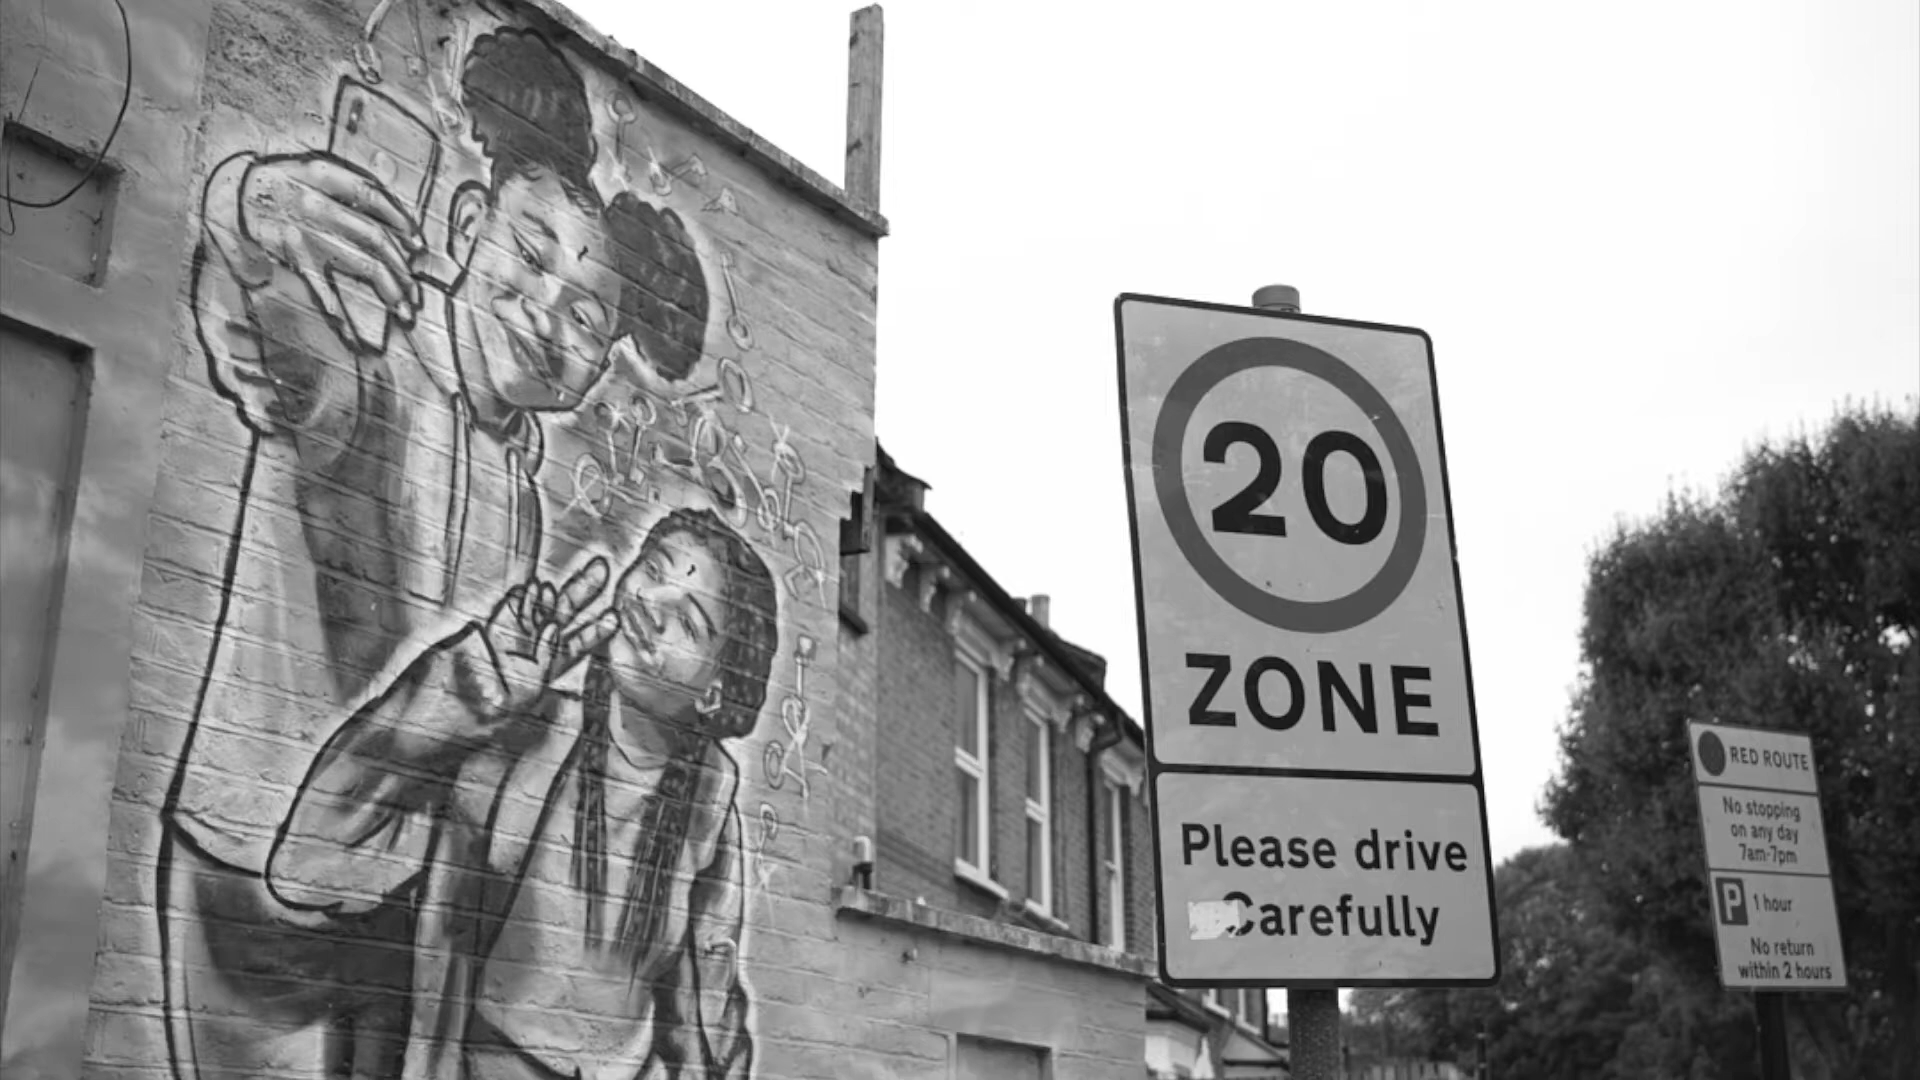 20
ZONE
Please drive
Carefully
RED ROUTE
No stopping
on any day
7am-7pm
P 1 hour
No return
within 2 hours